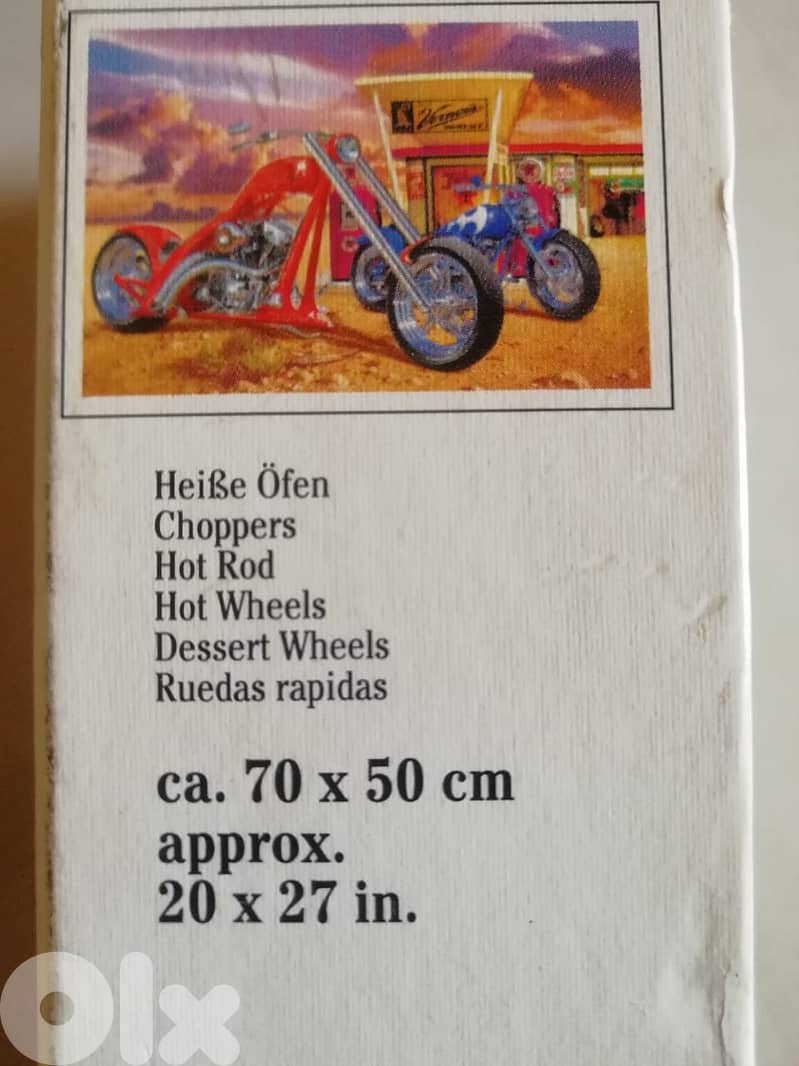 Vernon's
Heiße Öfen
Choppers
Hot Rod
Hot Wheels
Dessert Wheels
Ruedas rapidas
ca. 70 x 50 cm
approx.
20 x 27 in.
olx